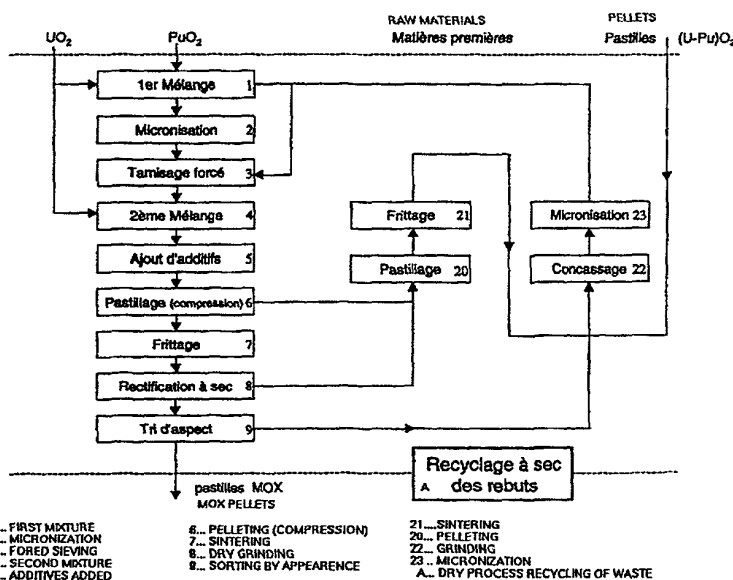 RAW MATERIALS
PELLETS
UO2
PuO2
Matières premières
Pastilles
(U-Pu)O2
1er Mélange 1
Micronisation 2
Tamisage forcé 3
2ème Mélange 4
Ajout d'additifs 5
Pastillage (compression) 6
Frittage 7
Rectification à sec 8
Tri d'aspect 9
Frittage 21
Pastillage 20
Micronisation 23
Concassage 22
Recyclage à sec
A des rebuts
pastilles MOX
MOX PELLETS
.. FIRST MIXTURE
.. MICRONIZATION
.. FORED SIEVING
.. SECOND MIXTURE
.. ADDITIVES ADDED
6... PELLETING (COMPRESSION)
7... SINTERING
8... DRY GRINDING
9... SORTING BY APPEARENCE
21....SINTERING
20... PELLETING
22.... GRINDING
23 .. MICRONIZATION
A... DRY PROCESS RECYCLING OF WASTE